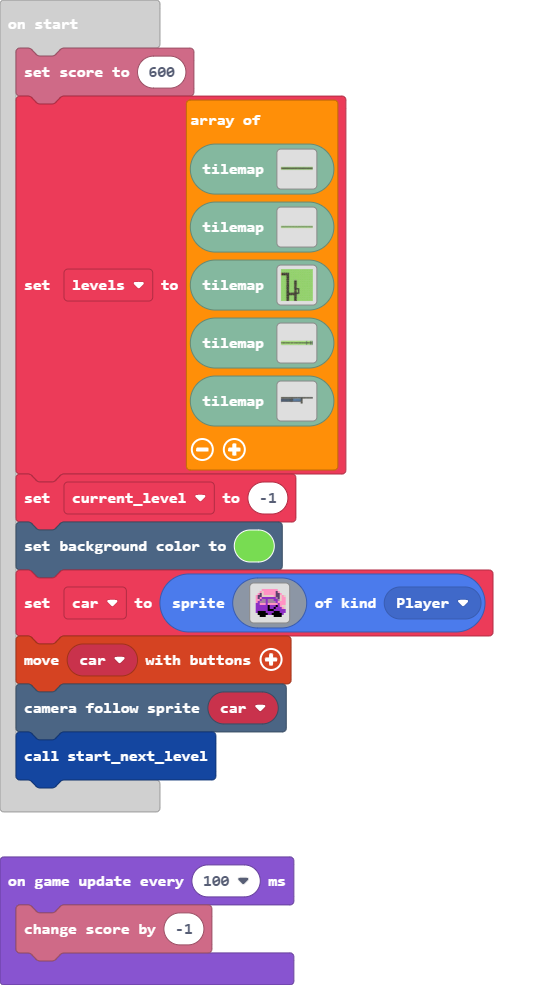 on start
set score to 600
array of
tilemap
tilemap
set levels to tilemap
tilemap
tilemap
set current_level to -1
set background color to
set car to sprite of kind Player
move car with buttons
camera follow sprite car
call start_next_level
on game update every 100 ms
change score by -1